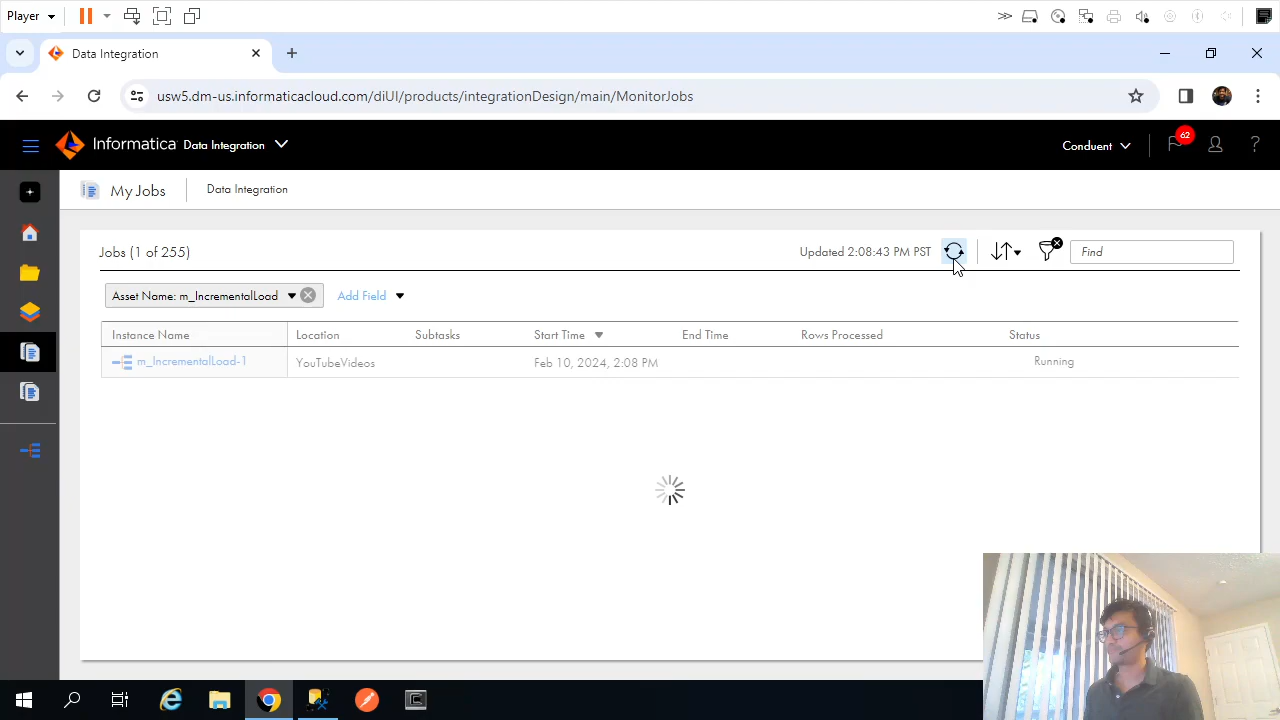 Player
Data Integration
usw5.dm-us.informaticacloud.com/diUI/products/integrationDesign/main/MonitorJobs
Informatica Data Integration
Conduent
62
My Jobs
Data Integration
Jobs (1 of 255)
Updated 2:08:43 PM PST
Find
Asset Name: m_IncrementalLoad
Add Field
Instance Name Location Subtasks Start Time End Time Rows Processed Status
m_IncrementalLoad-1 YouTubeVideos Feb 10, 2024, 2:08 PM Running